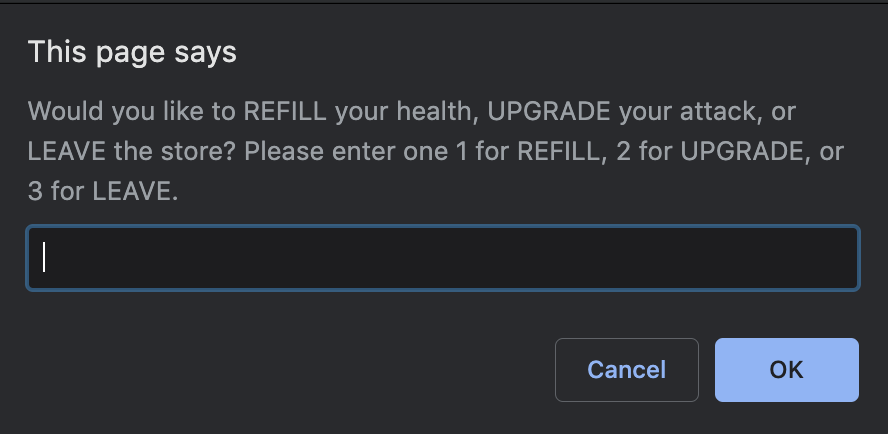 This page says
Would you like to REFILL your health, UPGRADE your attack, or
LEAVE the store? Please enter one 1 for REFILL, 2 for UPGRADE, or
3 for LEAVE.
Cancel
OK